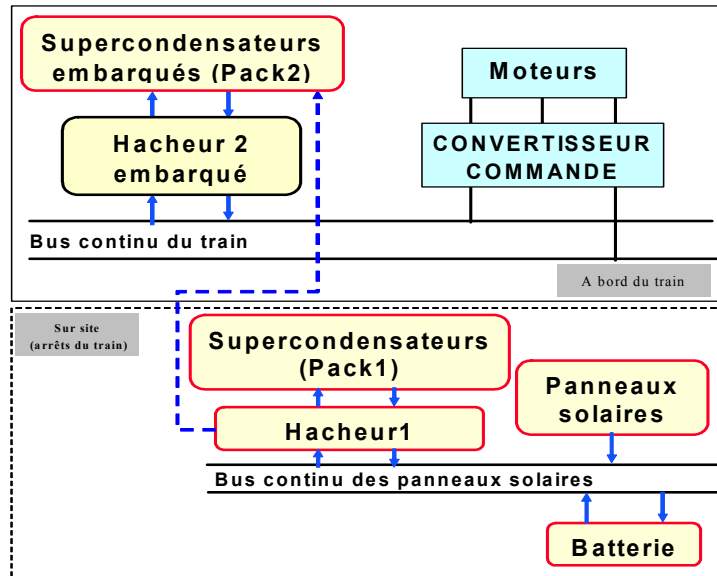 Supercondensateurs
embarqués (Pack2)
Moteurs
Hacheur 2
embarqué
CONVERTISSEUR
COMMANDE
Bus continu du train
A bord du train
Sur site
(arrêts du train)
Supercondensateurs
(Pack1)
Panneaux
solaires
Hacheur1
Bus continu des panneaux solaires
Batterie